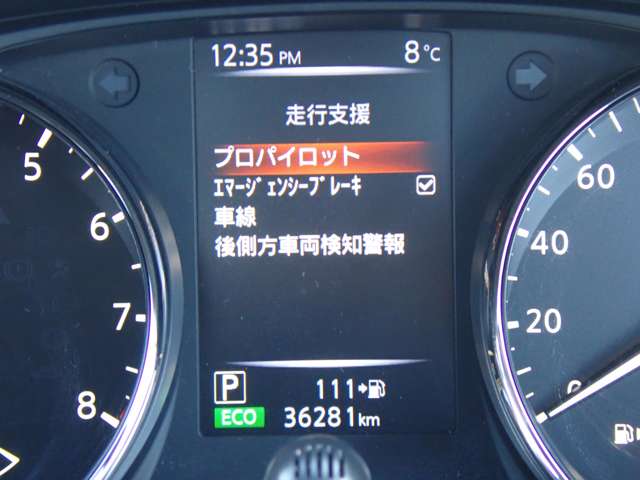 12:35 PM 8°C
走行支援
プロパイロット
ｴﾏｰｼﾞｪﾝｼｰﾌﾞﾚｰｷ
車線
後側方車両検知警報
P 111
ECO 36281km
5
6
7
8
60
40
20
0